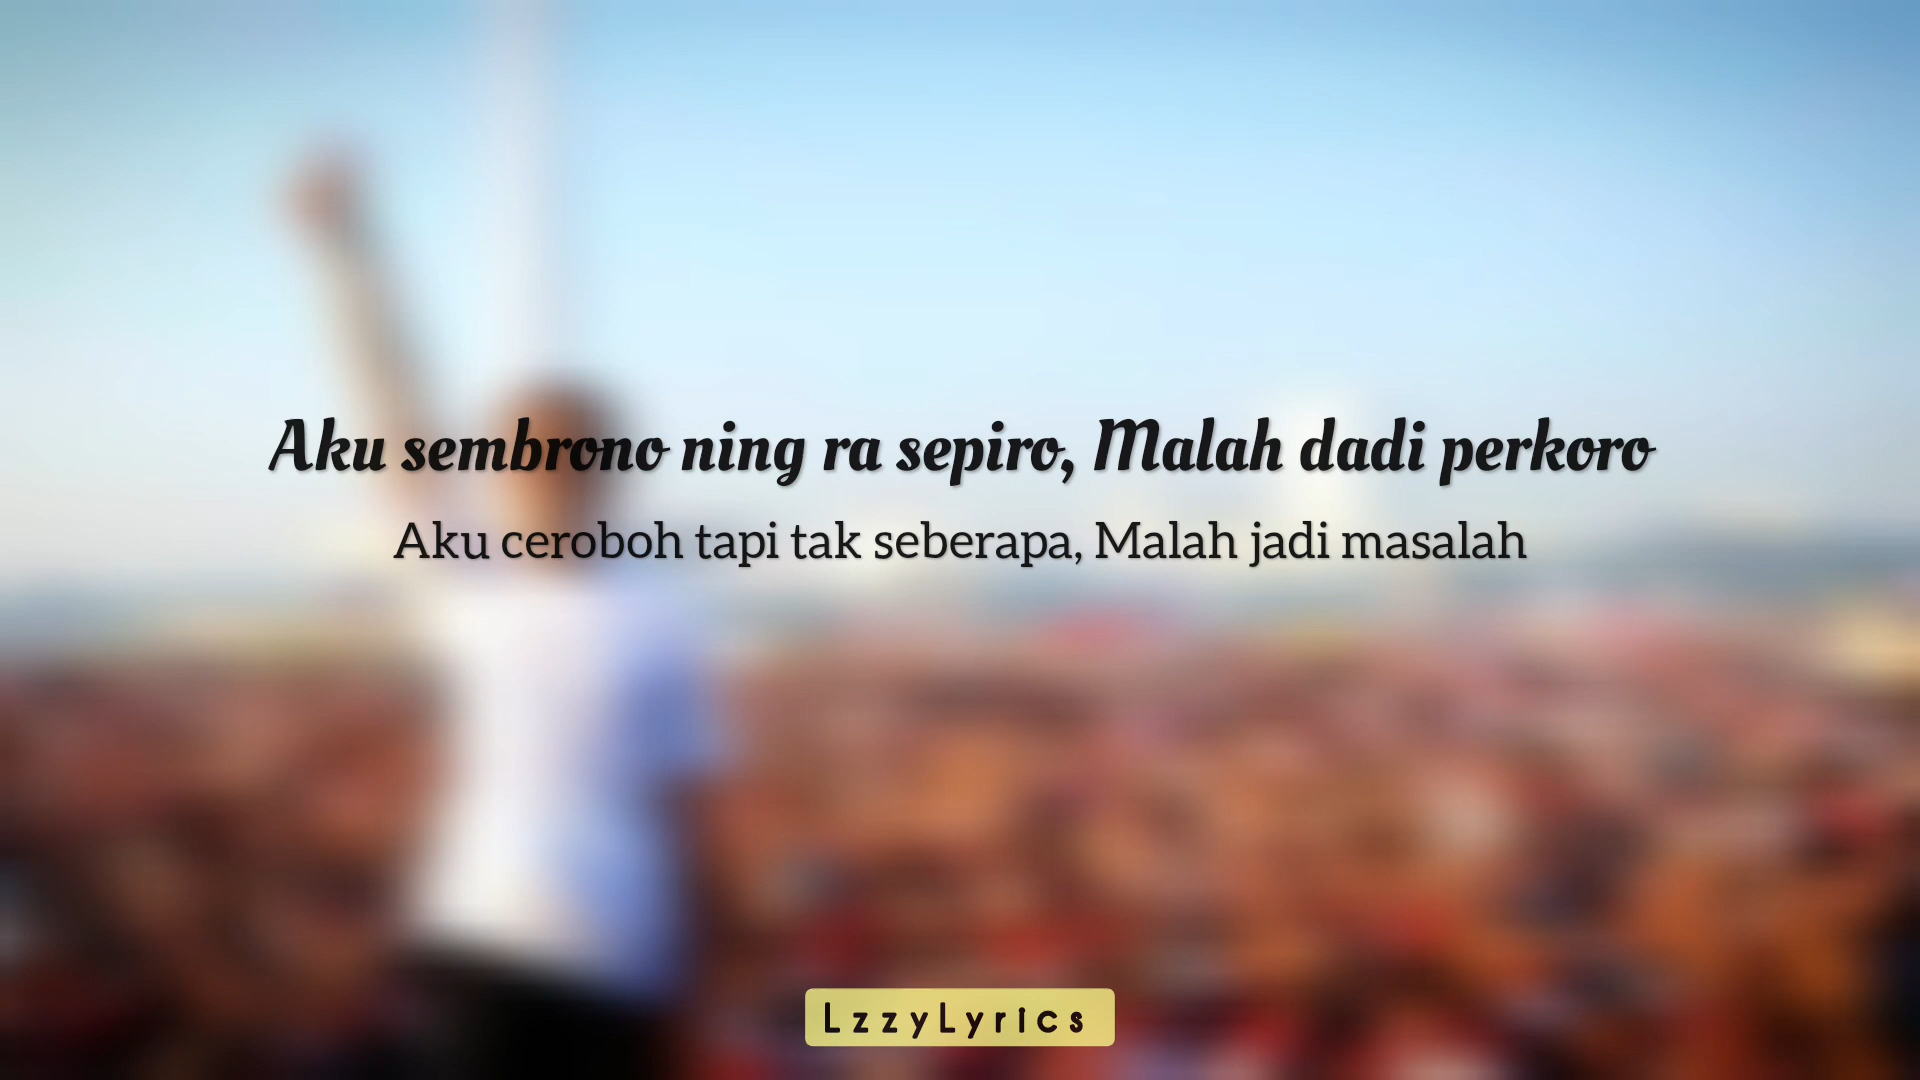 Aku sembrono ning ra sepiro, Malah dadi perkoro
Aku ceroboh tapi tak seberapa, Malah jadi masalah
LzzyLyrics